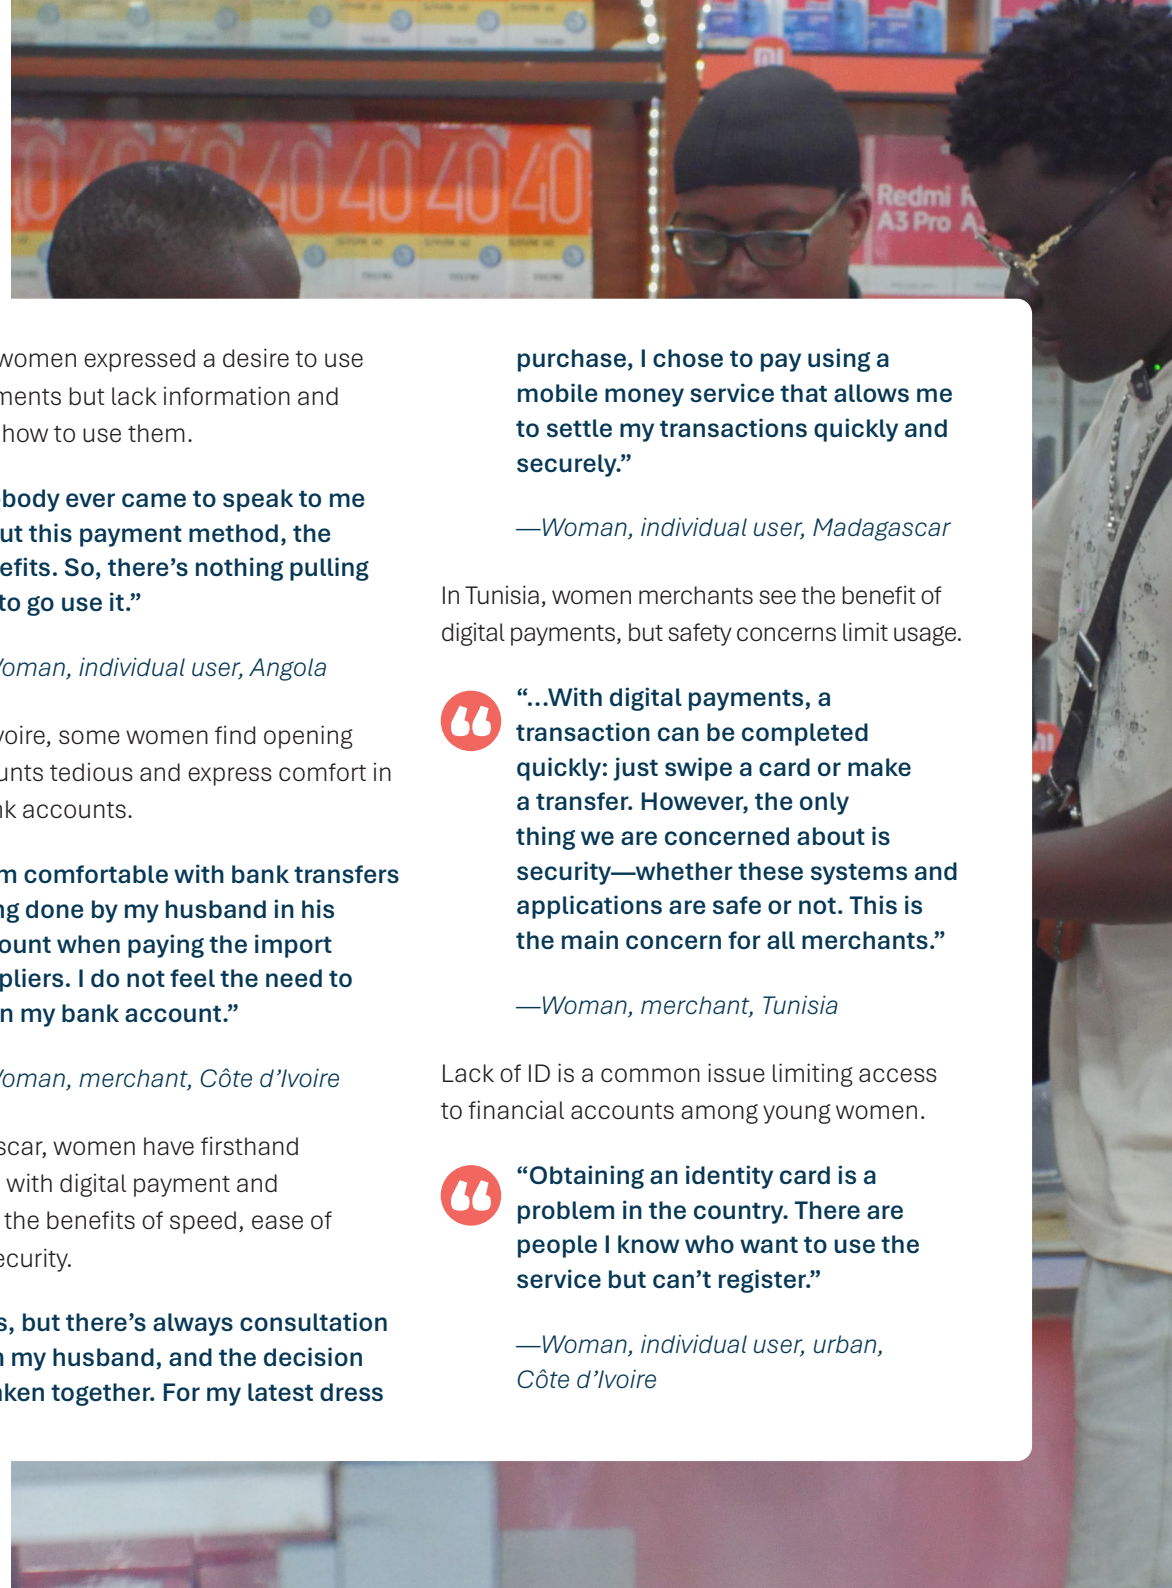 40 40 40 40 40
Redmi
A3 Pro
women expressed a desire to use
ments but lack information and
how to use them.
body ever came to speak to me
ut this payment method, the
efits. So, there’s nothing pulling
to go use it.”
oman, individual user, Angola
voire, some women find opening
unts tedious and express comfort in
nk accounts.
m comfortable with bank transfers
ng done by my husband in his
ount when paying the import
pliers. I do not feel the need to
n my bank account.”
oman, merchant, Côte d’Ivoire
scar, women have firsthand
with digital payment and
the benefits of speed, ease of
ecurity.
s, but there’s always consultation
n my husband, and the decision
aken together. For my latest dress
purchase, I chose to pay using a
mobile money service that allows me
to settle my transactions quickly and
securely.”
—Woman, individual user, Madagascar
In Tunisia, women merchants see the benefit of
digital payments, but safety concerns limit usage.
“...With digital payments, a
transaction can be completed
quickly: just swipe a card or make
a transfer. However, the only
thing we are concerned about is
security—whether these systems and
applications are safe or not. This is
the main concern for all merchants.”
—Woman, merchant, Tunisia
Lack of ID is a common issue limiting access
to financial accounts among young women.
“Obtaining an identity card is a
problem in the country. There are
people I know who want to use the
service but can’t register.”
—Woman, individual user, urban,
Côte d’Ivoire